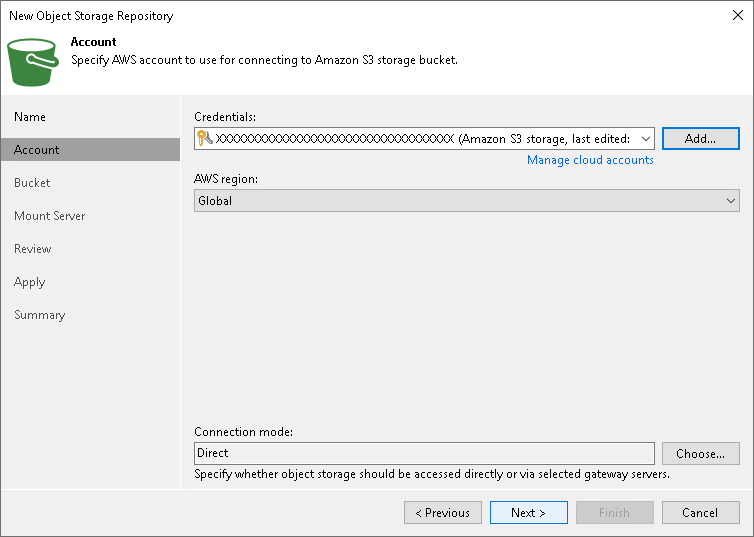 New Object Storage Repository
Account
Specify AWS account to use for connecting to Amazon S3 storage bucket.
Name
Account
Bucket
Mount Server
Review
Apply
Summary
Credentials:
XXXXXXXXXXXXXXXXXXXXXXXXXXXXXXXXXX (Amazon S3 storage, last edited:
Add...
Manage cloud accounts
AWS region:
Global
Connection mode:
Direct
Choose...
Specify whether object storage should be accessed directly or via selected gateway servers.
< Previous
Next >
Finish
Cancel